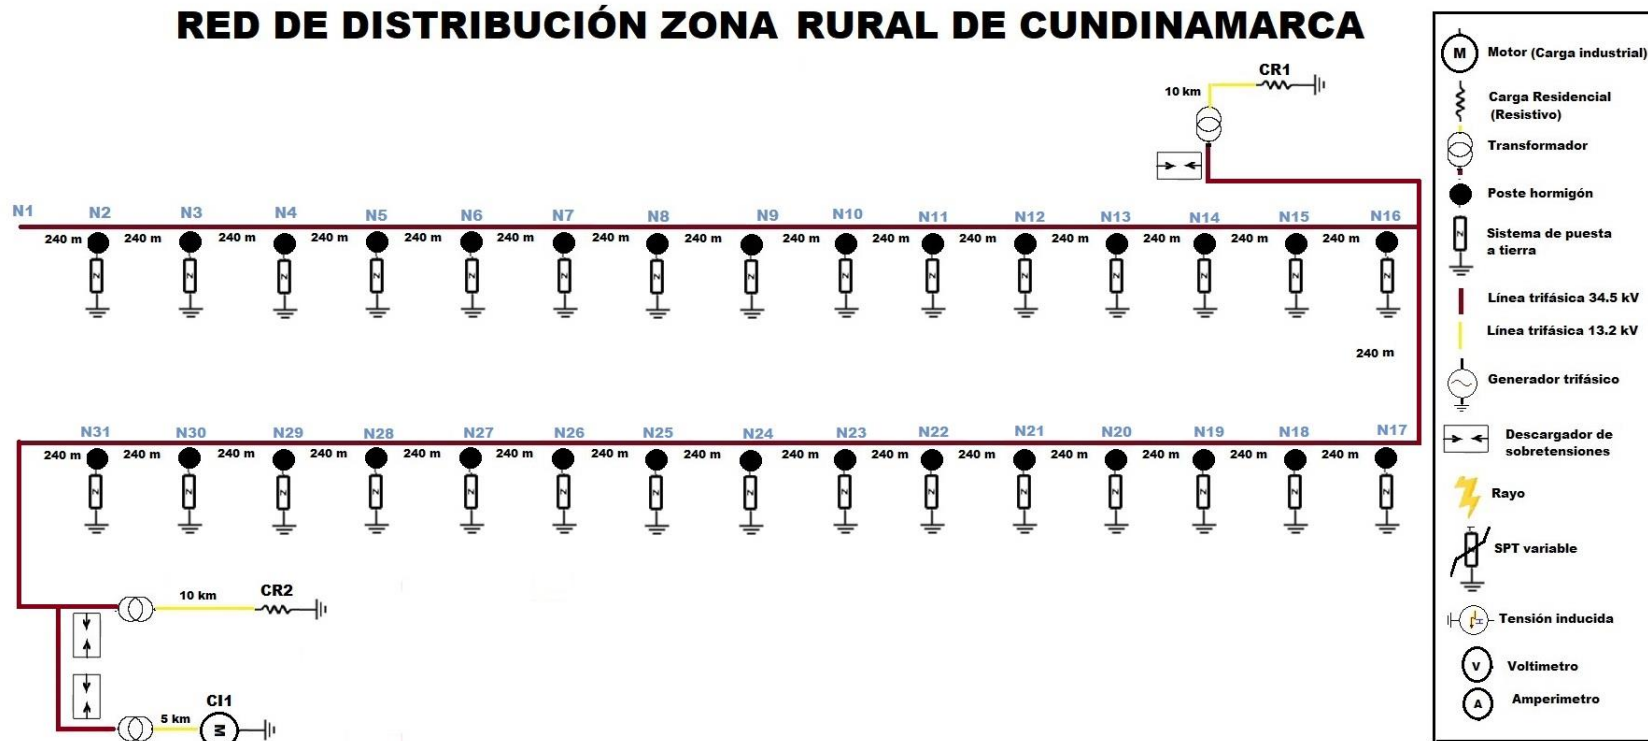 RED DE DISTRIBUCIÓN ZONA RURAL DE CUNDINAMARCA
CR1
10 km
N1 N2 N3 N4 N5 N6 N7 N8 N9 N10 N11 N12 N13 N14 N15 N16
240 m 240 m 240 m 240 m 240 m 240 m 240 m 240 m 240 m 240 m 240 m 240 m 240 m 240 m 240 m
Z Z Z Z Z Z Z Z Z Z Z Z Z Z Z
240 m
N31 N30 N29 N28 N27 N26 N25 N24 N23 N22 N21 N20 N19 N18 N17
240 m 240 m 240 m 240 m 240 m 240 m 240 m 240 m 240 m 240 m 240 m 240 m 240 m 240 m 240 m
Z Z Z Z Z Z Z Z Z Z Z Z Z Z Z
10 km CR2
5 km CI1
M
M Motor (Carga industrial)
Carga Residencial
(Resistivo)
Transformador
Poste hormigón
Z Sistema de puesta
a tierra
Línea trifásica 34.5 kV
Línea trifásica 13.2 kV
Generador trifásico
Descargador de
sobretensiones
Rayo
SPT variable
Tensión inducida
V Voltimetro
A Amperimetro